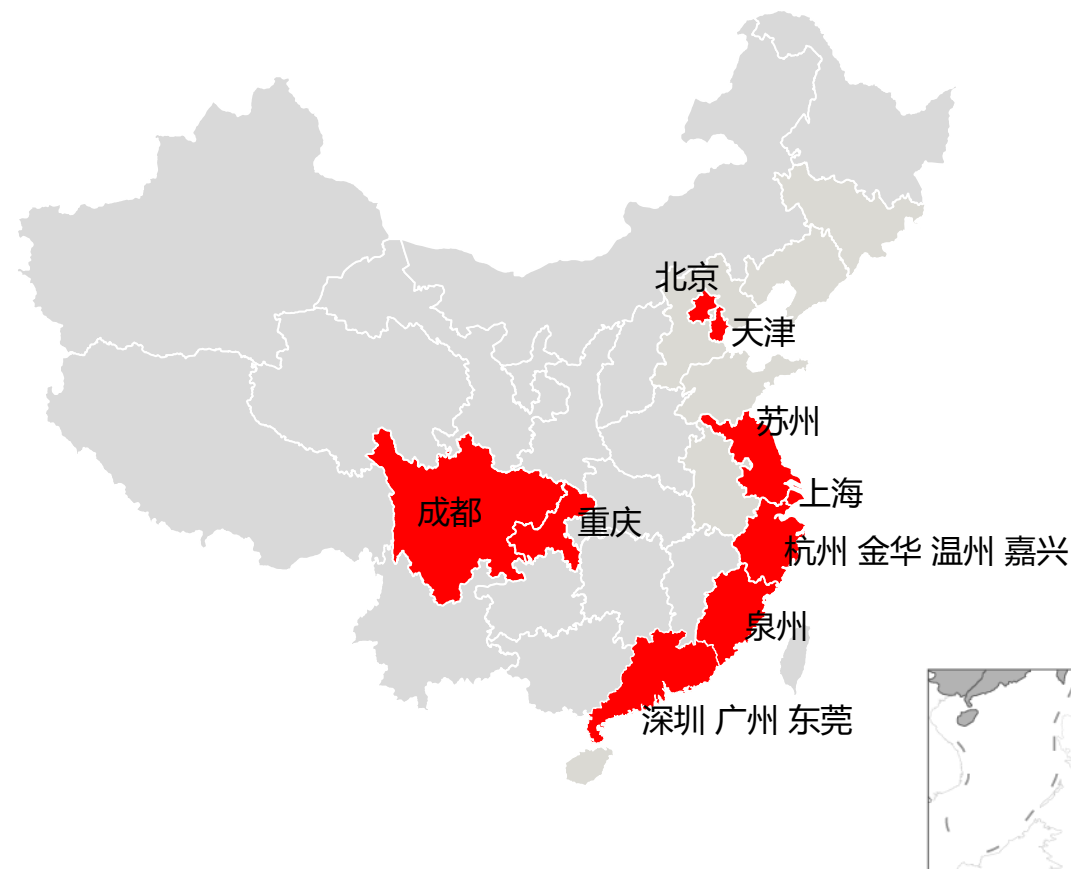 北京
天津
苏州
上海
成都
重庆
杭州 金华 温州 嘉兴
泉州
深圳 广州 东莞